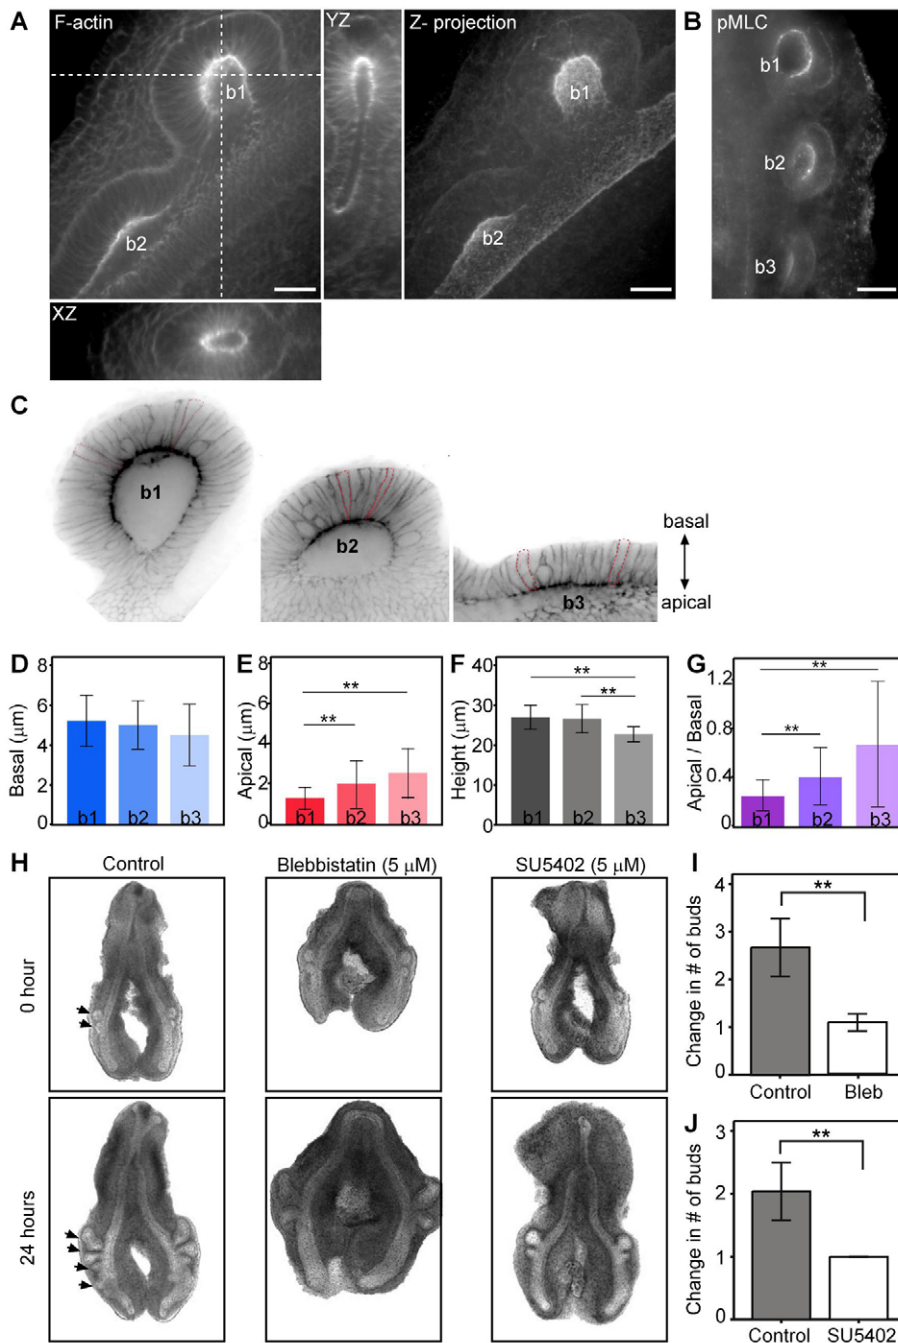 A F-actin YZ Z- projection B pMLC
b1 b1 b1
b2 b2 b2
b3
XZ
C
b1 b2 b3
basal
apical
D E F G
Basal (µm)
8
6
4
2
0
b1 b2 b3
Apical (µm)
8
6
4
2
0
** **
b1 b2 b3
Height (µm)
40
30
20
10
0
** **
b1 b2 b3
Apical / Basal
1.2
0.8
0.4
0
** **
b1 b2 b3
H Control Blebbistatin (5 µM) SU5402 (5 µM)
0 hour
24 hours
I
Change in # of buds
4
3
2
1
0
**
Control Bleb
J
Change in # of buds
3
2
1
0
**
Control SU5402